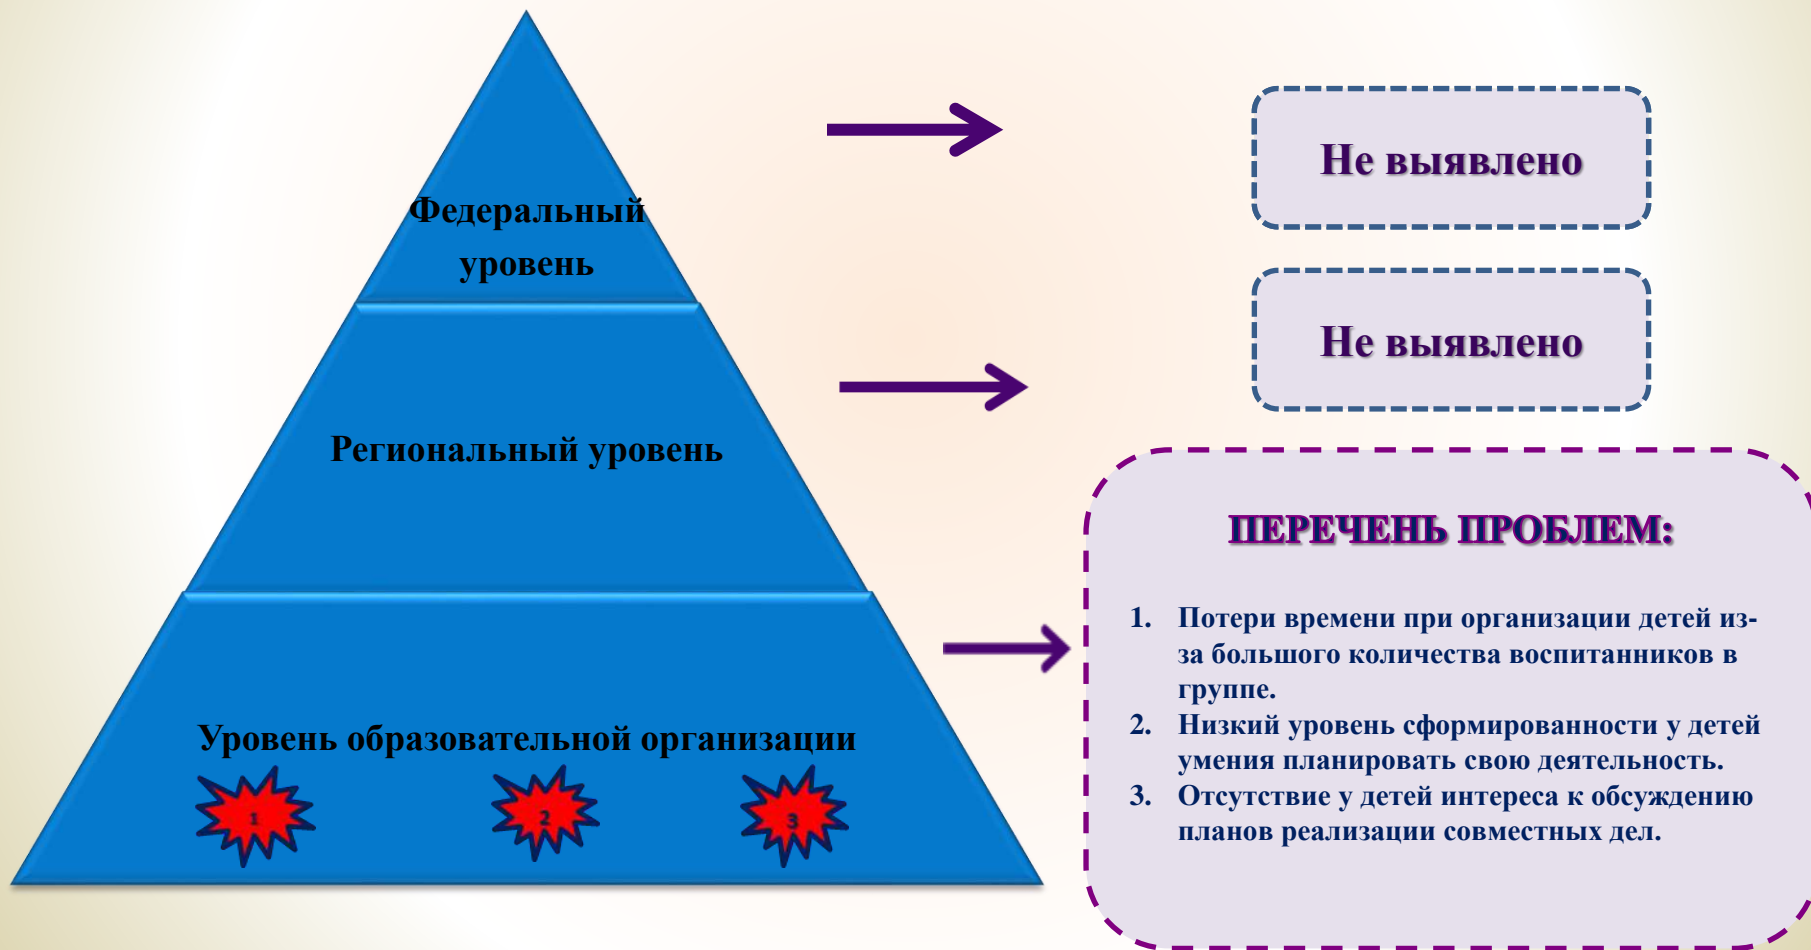 Федеральный
уровень
Не выявлено
Региональный уровень
Не выявлено
Уровень образовательной организации
1
2
3
ПЕРЕЧЕНЬ ПРОБЛЕМ:
1. Потери времени при организации детей из-
за большого количества воспитанников в
группе.
2. Низкий уровень сформированности у детей
умения планировать свою деятельность.
3. Отсутствие у детей интереса к обсуждению
планов реализации совместных дел.